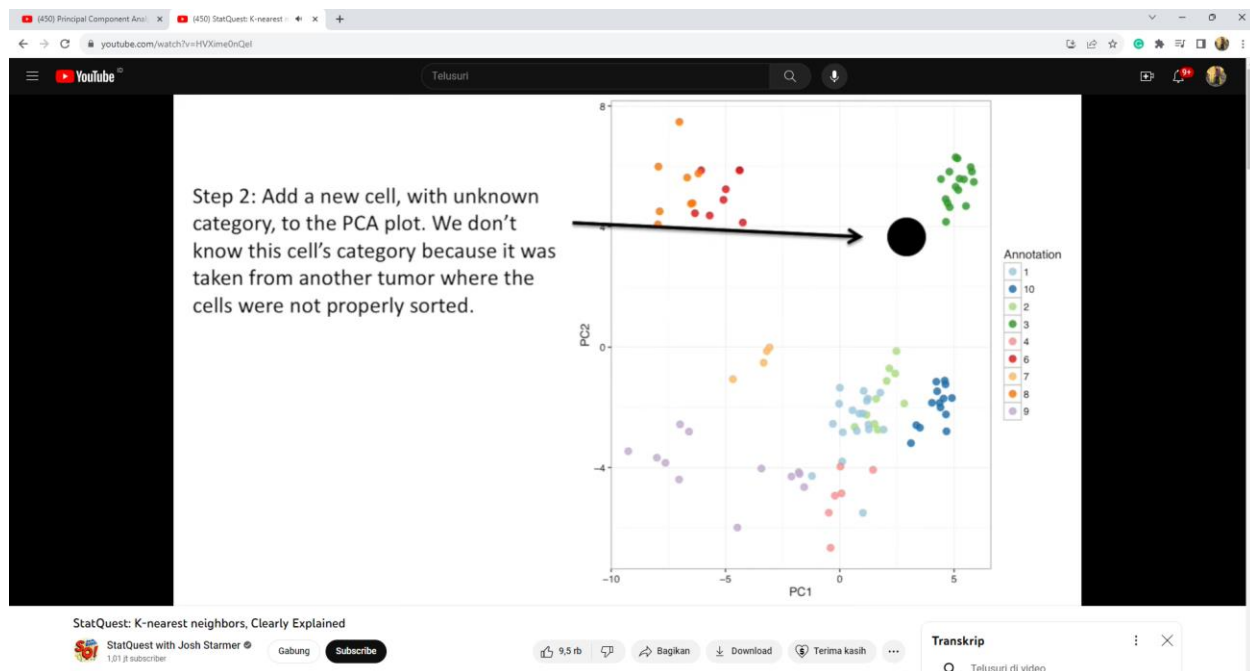 (450) Principal Component Anal
(450) StatQuest: K-nearest n
youtube.com/watch?v=HVXime0nQeI
YouTube ID
Telusuri
9+
Step 2: Add a new cell, with unknown
category, to the PCA plot. We don't
know this cell's category because it was
taken from another tumor where the
cells were not properly sorted.
8
4
0
−4
PC2
−10
−5
0
5
PC1
Annotation
1
10
2
3
4
6
7
8
9
StatQuest: K-nearest neighbors, Clearly Explained
SQ!
StatQuest with Josh Starmer
1,01 jt subscriber
Gabung
Subscribe
9,5 rb
Bagikan
Download
Terima kasih
Transkrip
Telusuri di video